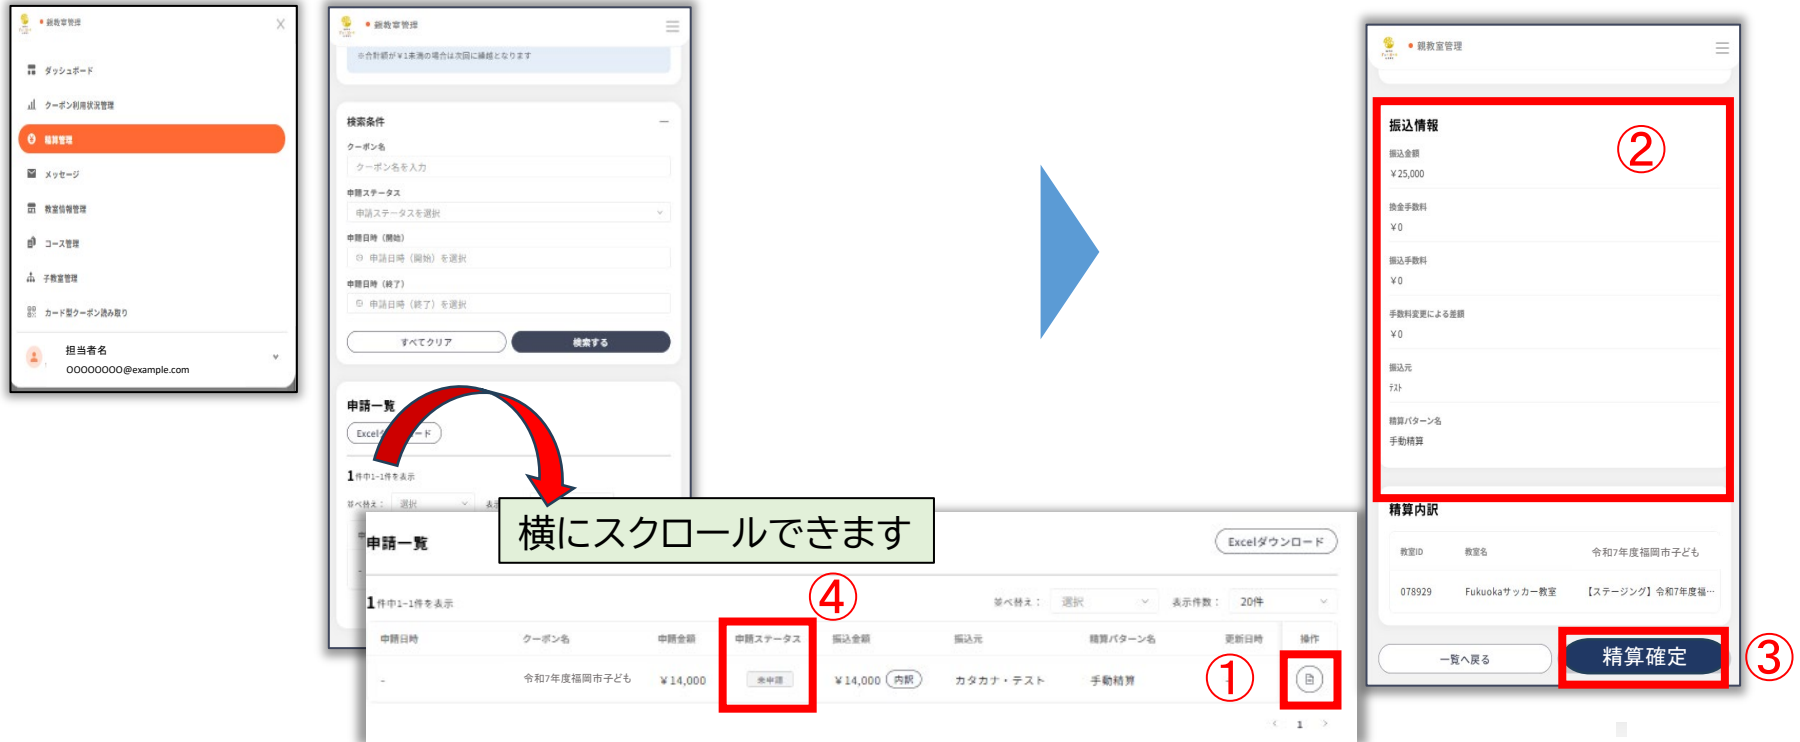 親教室管理
X
ダッシュボード
クーポン利用状況管理
精算管理
メッセージ
教室情報管理
コース管理
子教室管理
カード型クーポン読み取り
担当者名
OOOOOOOO@example.com
親教室管理
※合計額が¥1未満の場合は次回に繰越となります
検索条件
クーポン名
クーポン名を入力
申請ステータス
申請ステータスを選択
申請日時（開始）
申請日時（開始）を選択
申請日時（終了）
申請日時（終了）を選択
すべてクリア
検索する
申請一覧
1件中1-1件を表示
並べ替え： 選択
横にスクロールできます
申請一覧
Excelダウンロード
④
1件中1-1件を表示
並べ替え： 選択 表示件数： 20件
申請日時 クーポン名 申請金額 申請ステータス 振込金額 振込元 精算パターン名 更新日時 操作
- 令和7年度福岡市子ども ¥14,000 未申請 ¥14,000 内訳 カタカナ・テスト 手動精算 ①
< 1 >
親教室管理
②
振込情報
振込金額
¥25,000
換金手数料
¥0
振込手数料
¥0
手数料変更による差額
¥0
振込元
ﾃｽﾄ
精算パターン名
手動精算
精算内訳
教室ID 教室名 令和7年度福岡市子ども
078929 Fukuokaサッカー教室 【ステージング】令和7年度福…
一覧へ戻る
精算確定
③